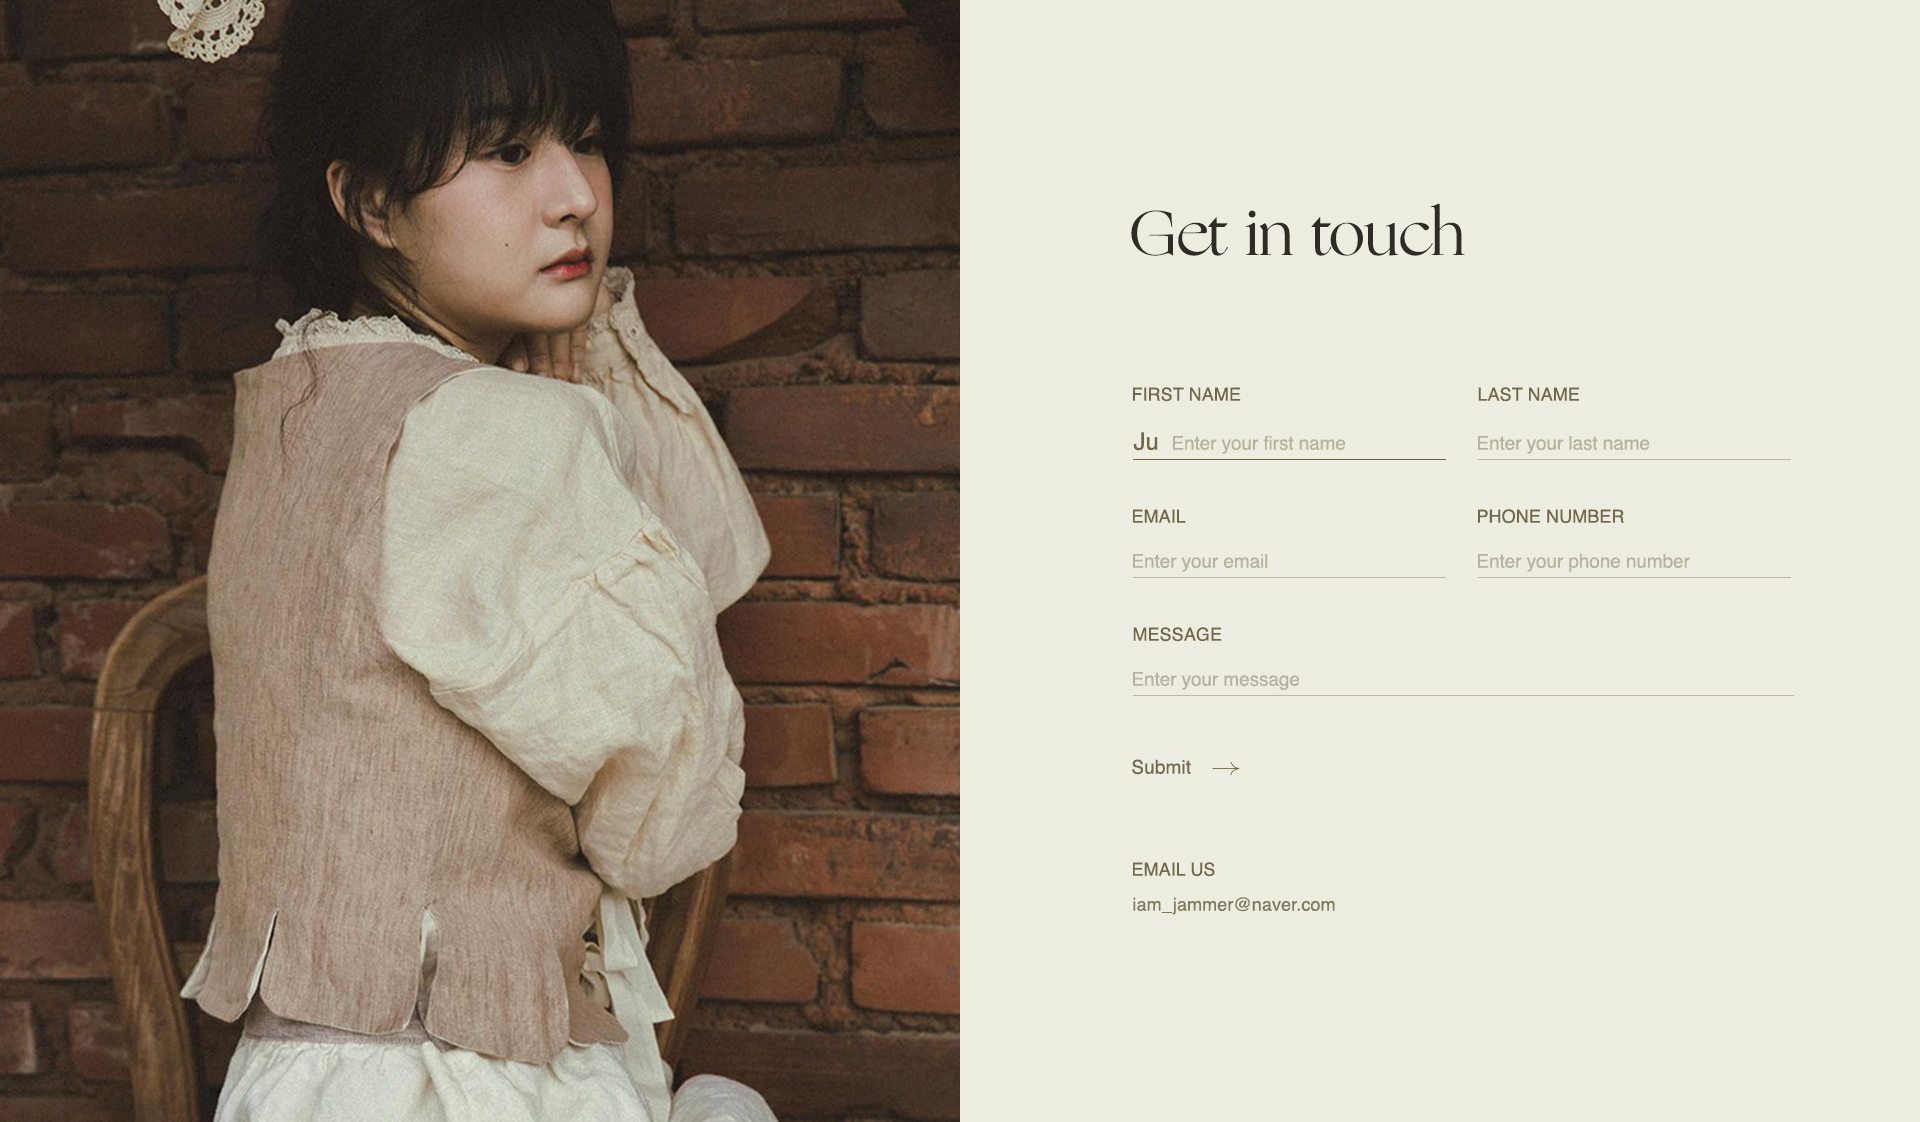 Get in touch
FIRST NAME
LAST NAME
Ju Enter your first name
Enter your last name
EMAIL
PHONE NUMBER
Enter your email
Enter your phone number
MESSAGE
Enter your message
Submit
EMAIL US
iam_jammer@naver.com